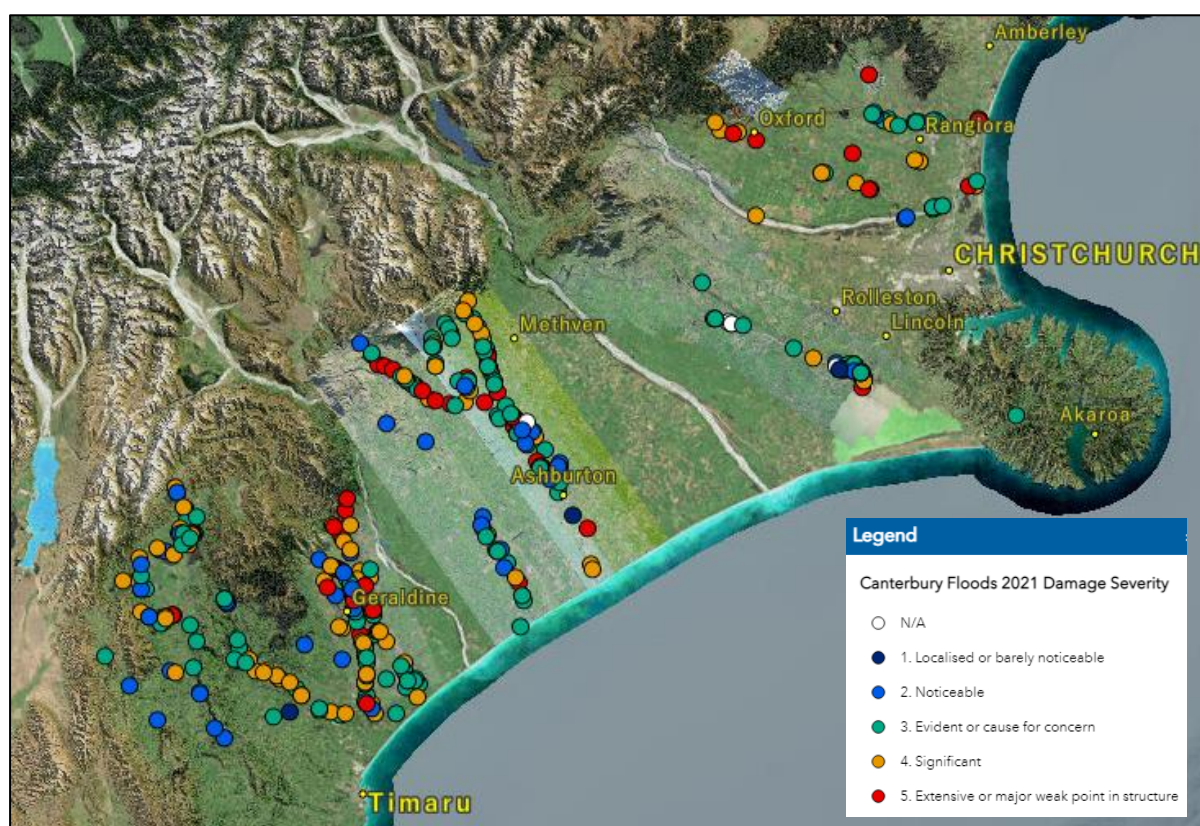 Amberley
Oxford
Rangiora
CHRISTCHURCH
Rolleston
Lincoln
Methven
Akaroa
Ashburton
Geraldine
Timaru
Legend
Canterbury Floods 2021 Damage Severity
N/A
1. Localised or barely noticeable
2. Noticeable
3. Evident or cause for concern
4. Significant
5. Extensive or major weak point in structure